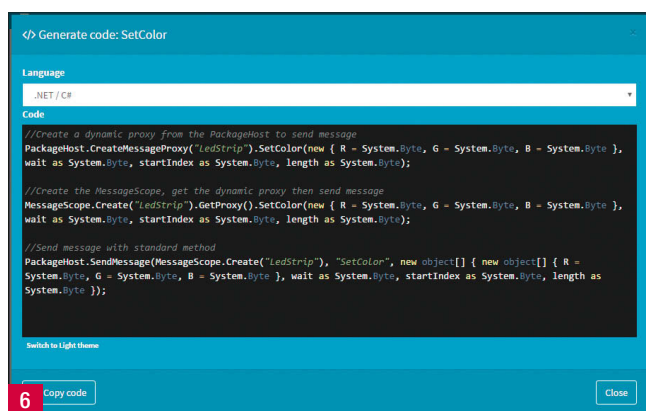 </> Generate code: SetColor
Language
.NET / C#
Code
//Create a dynamic proxy from the PackageHost to send message
PackageHost.CreateMessageProxy("LedStrip").SetColor(new { R = System.Byte, G = System.Byte, B = System.Byte },
wait as System.Byte, startIndex as System.Byte, length as System.Byte);
//Create the MessageScope, get the dynamic proxy then send message
MessageScope.Create("LedStrip").GetProxy().SetColor(new { R = System.Byte, G = System.Byte, B = System.Byte },
wait as System.Byte, startIndex as System.Byte, length as System.Byte);
//Send message with standard method
PackageHost.SendMessage(MessageScope.Create("LedStrip"), "SetColor", new object[] { new object[] { R =
System.Byte, G = System.Byte, B = System.Byte }, wait as System.Byte, startIndex as System.Byte, length as
System.Byte });
Switch to Light thome
Copy code
Close
6